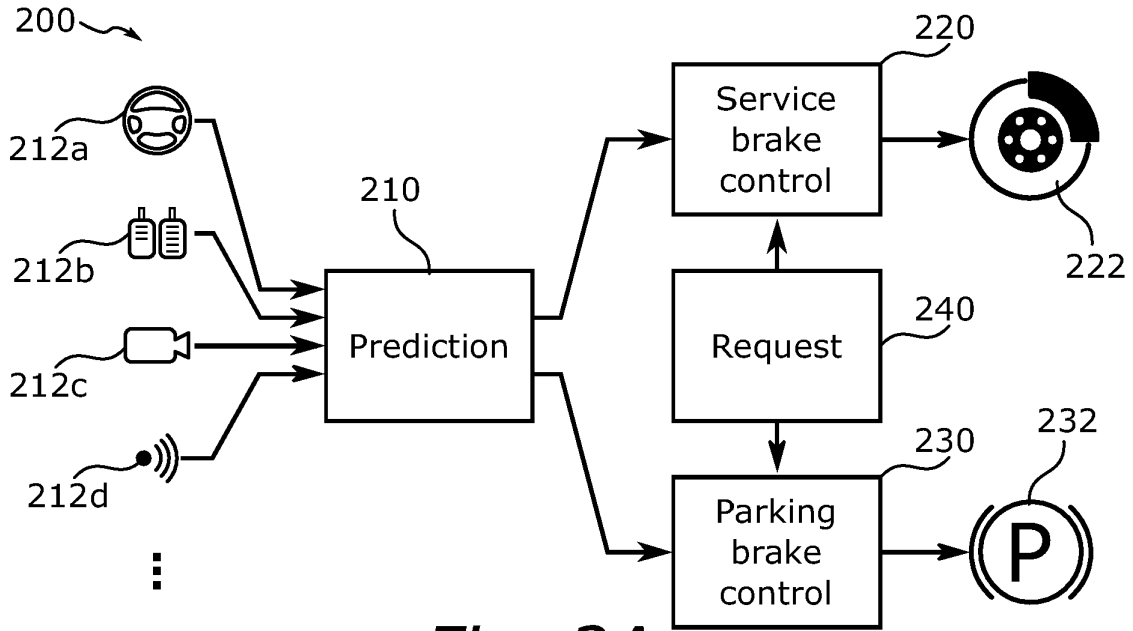 200
220
Service
brake
control
212a
210
222
212b
Prediction
Request
240
212c
230
232
212d
Parking
brake
control
P